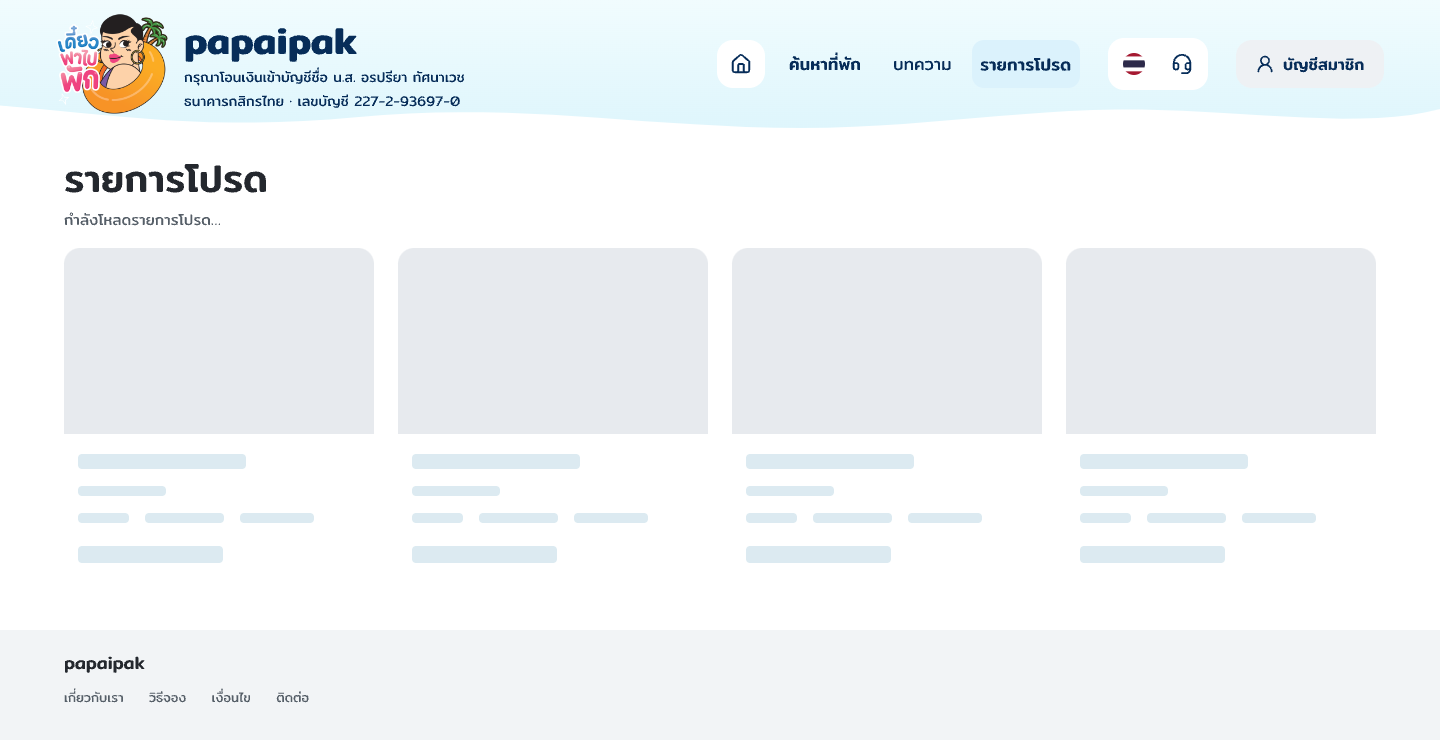 เดี๋ยว
พาไป
พัก
papaipak
กรุณาโอนเงินเข้าบัญชีชื่อ น.ส. อรปรียา ทัศนาเวช
ธนาคารกสิกรไทย · เลขบัญชี 227-2-93697-0
ค้นหาที่พัก
บทความ
รายการโปรด
บัญชีสมาชิก
รายการโปรด
กำลังโหลดรายการโปรด...
papaipak
เกี่ยวกับเรา
วิธีจอง
เงื่อนไข
ติดต่อ